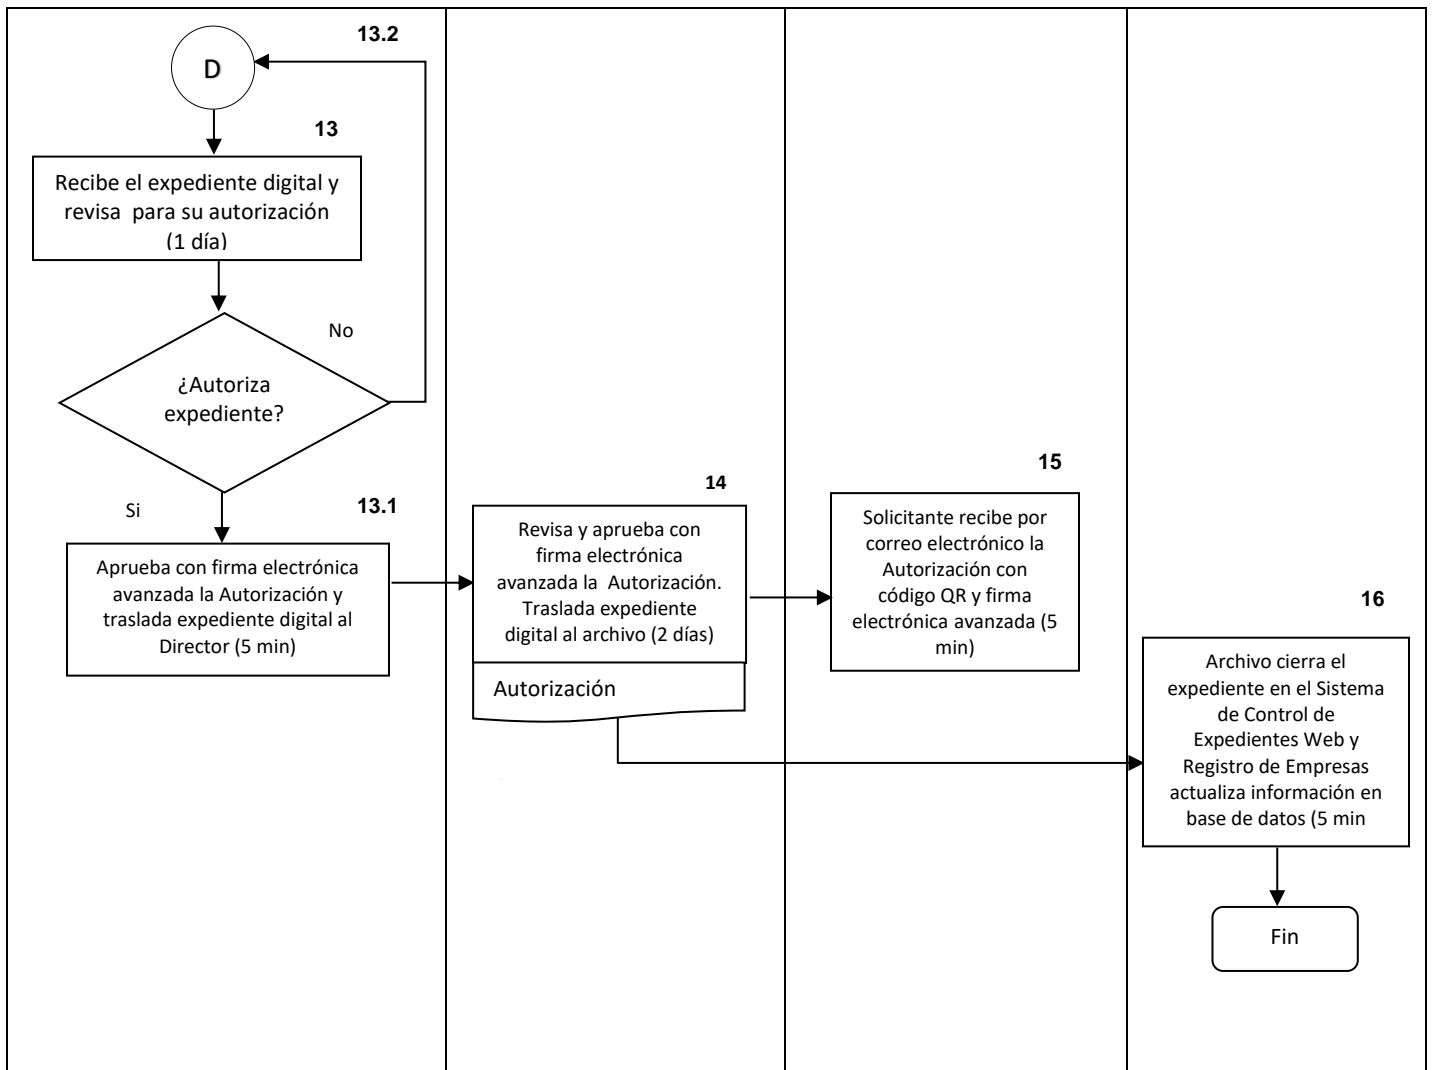 13.2
D
13
Recibe el expediente digital y
revisa para su autorización
(1 día)
No
¿Autoriza
expediente?
Si
13.1
Aprueba con firma electrónica
avanzada la Autorización y
traslada expediente digital al
Director (5 min)
14
Revisa y aprueba con
firma electrónica
avanzada la Autorización.
Traslada expediente
digital al archivo (2 días)
Autorización
15
Solicitante recibe por
correo electrónico la
Autorización con
código QR y firma
electrónica avanzada (5
min)
16
Archivo cierra el
expediente en el Sistema
de Control de
Expedientes Web y
Registro de Empresas
actualiza información en
base de datos (5 min
Fin